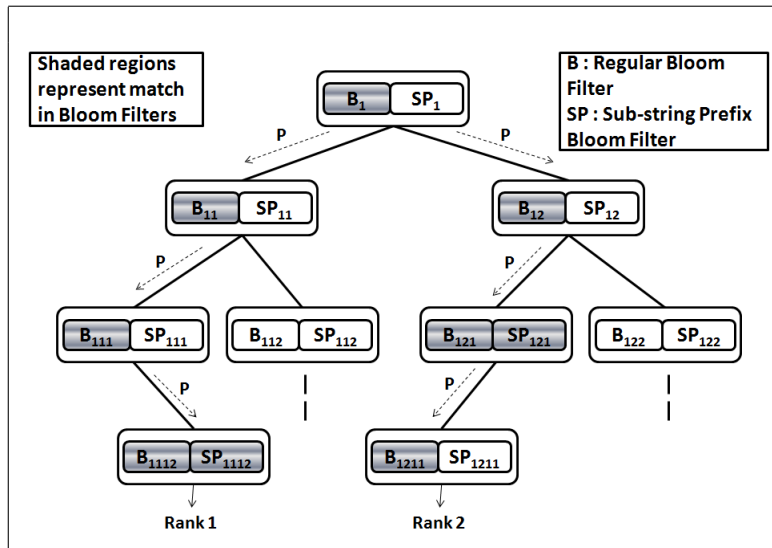 Shaded regions
represent match
in Bloom Filters
B : Regular Bloom
Filter
SP : Sub-string Prefix
Bloom Filter
B1 SP1
P P
B11 SP11 B12 SP12
P P
B111 SP111 B112 SP112 B121 SP121 B122 SP122
P P
B1112 SP1112 B1211 SP1211
Rank 1 Rank 2